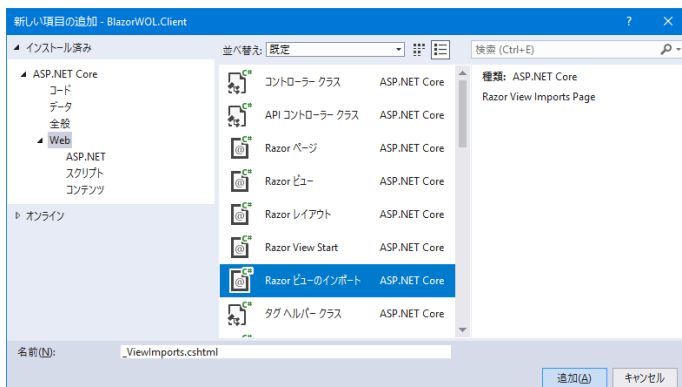 新しい項目の追加 - BlazorWOL.Client
? ×
インストール済み
並べ替え: 既定
検索 (Ctrl+E)
ASP.NET Core
コード
データ
全般
Web
ASP.NET
スクリプト
コンテンツ
オンライン
コントローラー クラス ASP.NET Core
API コントローラー クラス ASP.NET Core
Razor ページ ASP.NET Core
Razor ビュー ASP.NET Core
Razor レイアウト ASP.NET Core
Razor View Start ASP.NET Core
Razor ビューのインポート ASP.NET Core
タグ ヘルパー クラス ASP.NET Core
種類: ASP.NET Core
Razor View Imports Page
名前(N): _ViewImports.cshtml
追加(A) キャンセル